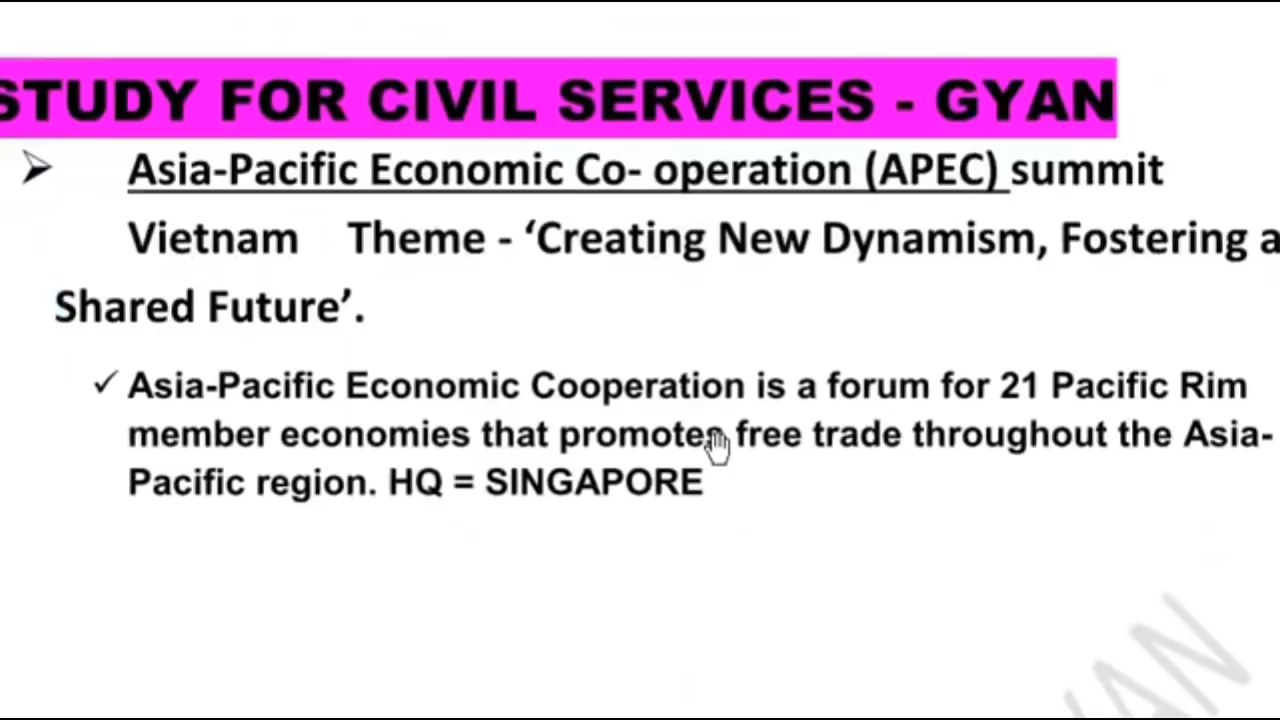 STUDY FOR CIVIL SERVICES - GYAN
➢ Asia-Pacific Economic Co- operation (APEC) summit
Vietnam Theme - ‘Creating New Dynamism, Fostering a
Shared Future’.
✓ Asia-Pacific Economic Cooperation is a forum for 21 Pacific Rim
member economies that promotes free trade throughout the Asia-
Pacific region. HQ = SINGAPORE